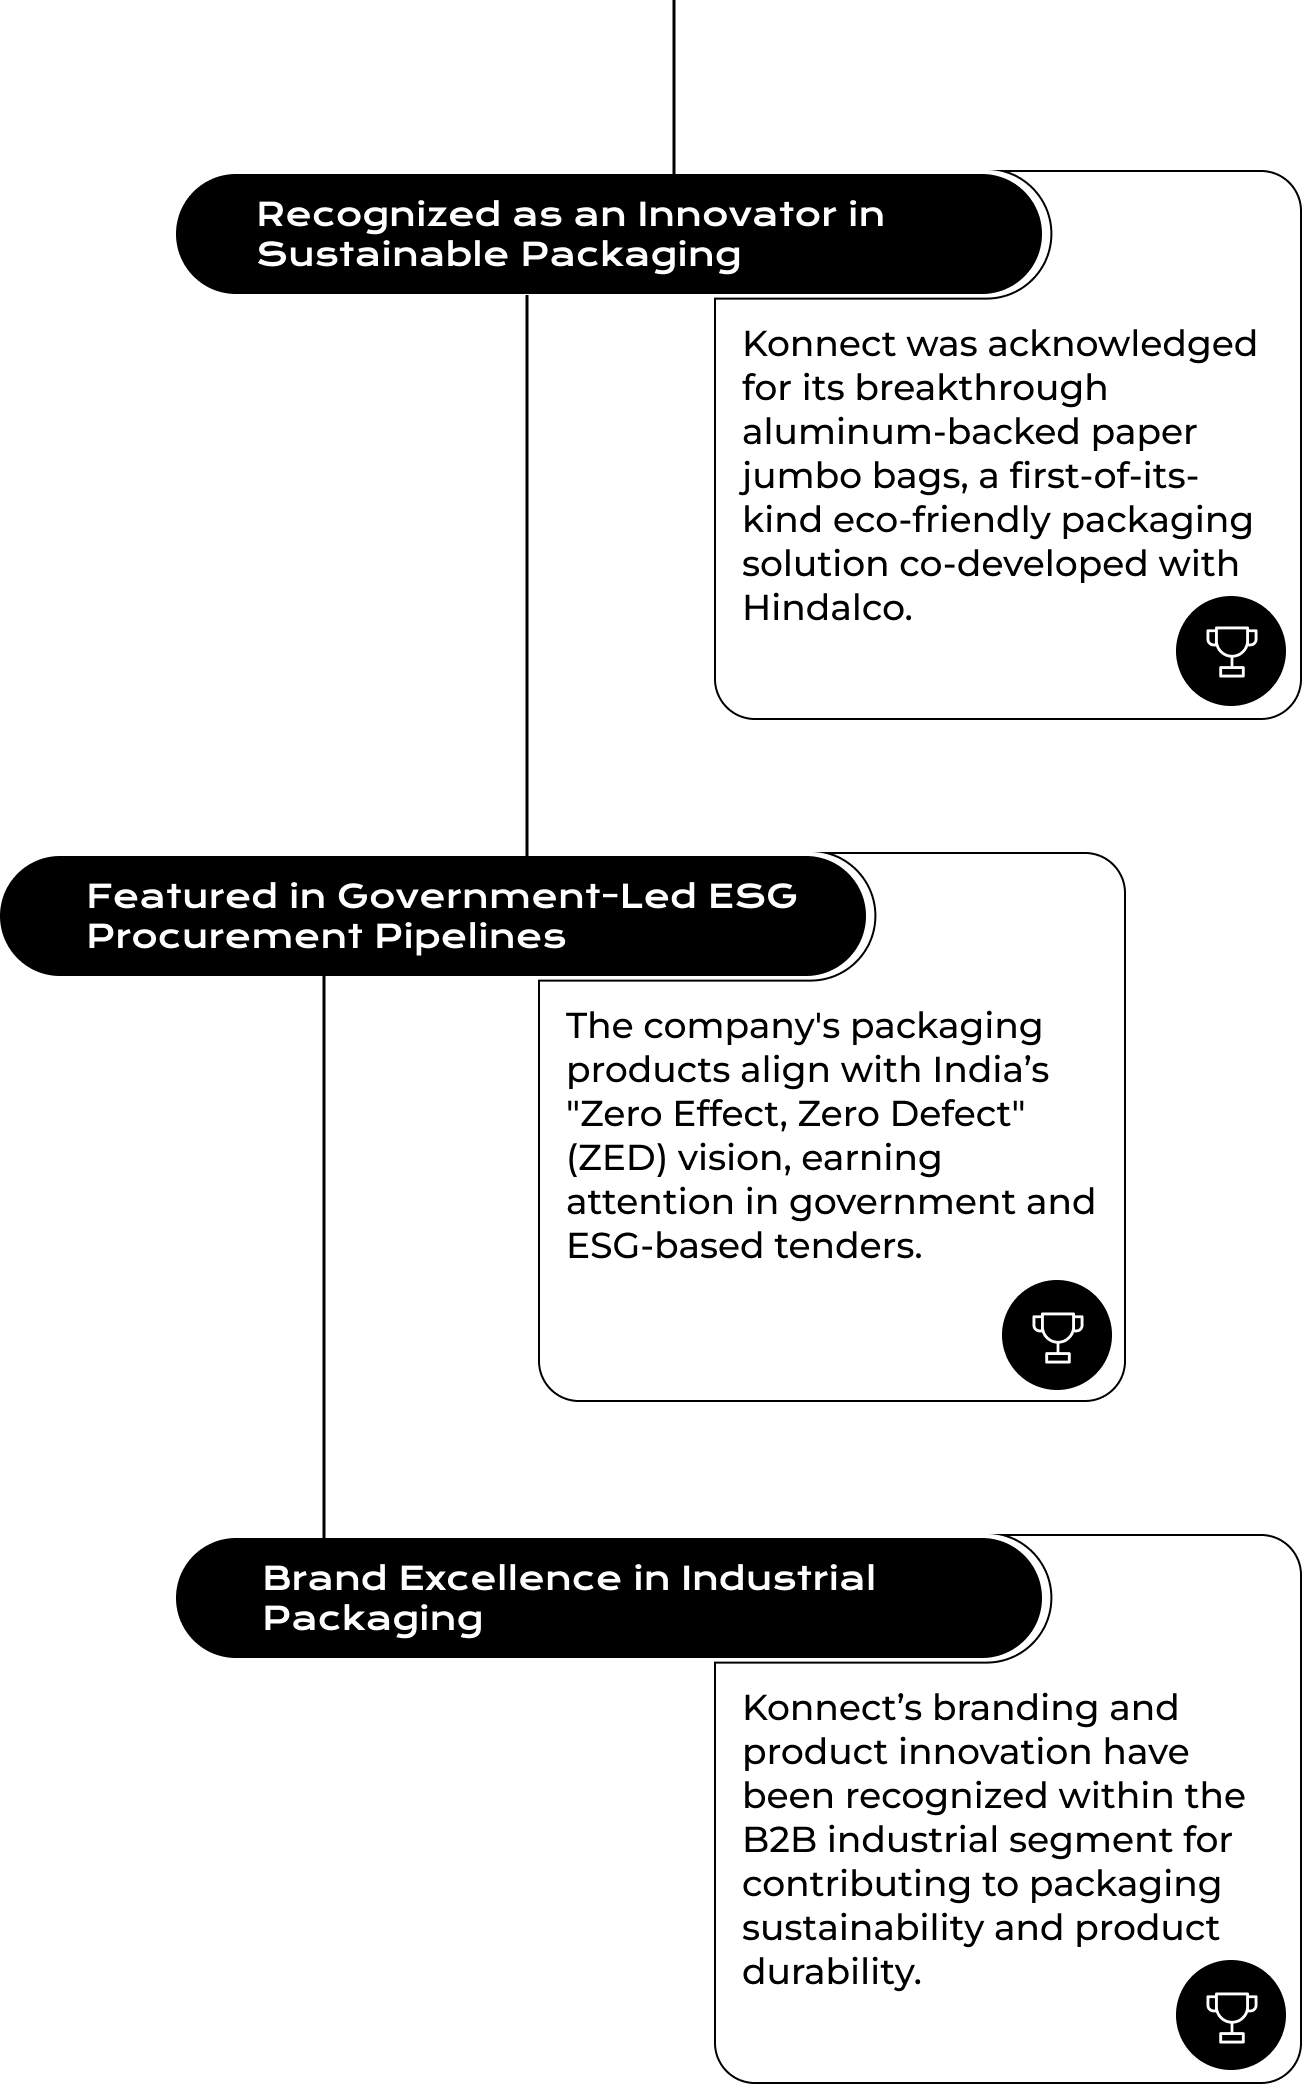 Recognized as an Innovator in
Sustainable Packaging
Konnect was acknowledged
for its breakthrough
aluminum-backed paper
jumbo bags, a first-of-its-
kind eco-friendly packaging
solution co-developed with
Hindalco.
Featured in Government-Led ESG
Procurement Pipelines
The company's packaging
products align with India’s
"Zero Effect, Zero Defect"
(ZED) vision, earning
attention in government and
ESG-based tenders.
Brand Excellence in Industrial
Packaging
Konnect’s branding and
product innovation have
been recognized within the
B2B industrial segment for
contributing to packaging
sustainability and product
durability.